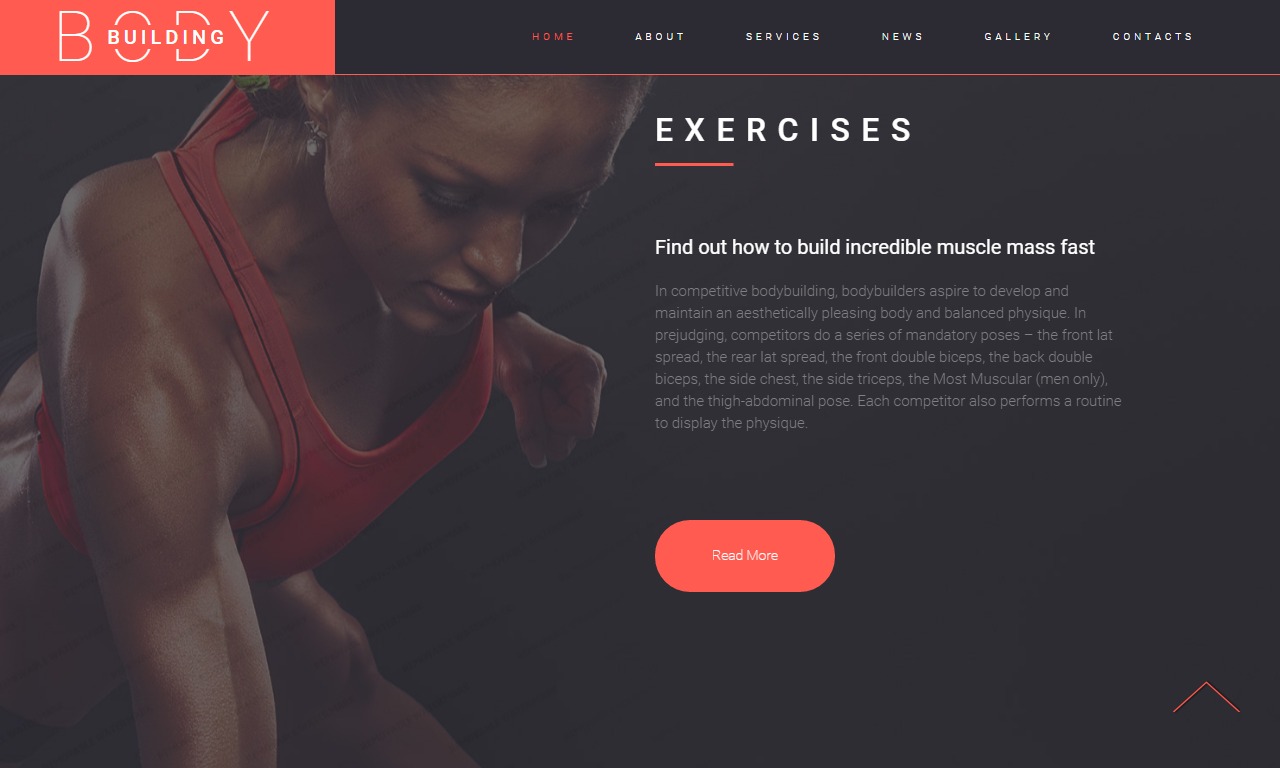 BODY
BUILDING
HOME ABOUT SERVICES NEWS GALLERY CONTACTS
EXERCISES
Find out how to build incredible muscle mass fast
In competitive bodybuilding, bodybuilders aspire to develop and
maintain an aesthetically pleasing body and balanced physique. In
prejudging, competitors do a series of mandatory poses – the front lat
spread, the rear lat spread, the front double biceps, the back double
biceps, the side chest, the side triceps, the Most Muscular (men only),
and the thigh-abdominal pose. Each competitor also performs a routine
to display the physique.
Read More